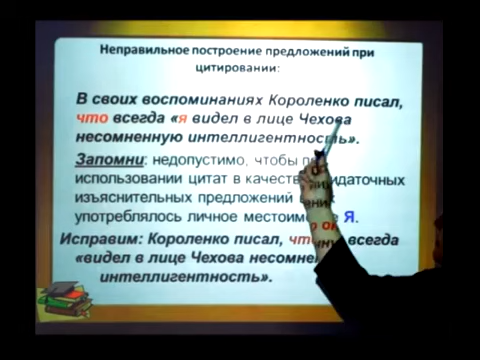 Неправильное построение предложений при
цитировании:
В своих воспоминаниях Короленко писал,
что всегда «я видел в лице Чехова
несомненную интеллигентность».
Запомни: недопустимо, чтобы
использовании цитат в качестве
изъяснительных предложений
употреблялось личное Я.
Исправим: Короленко писал, всегда
«видел в лице Чехова
интеллигентность».